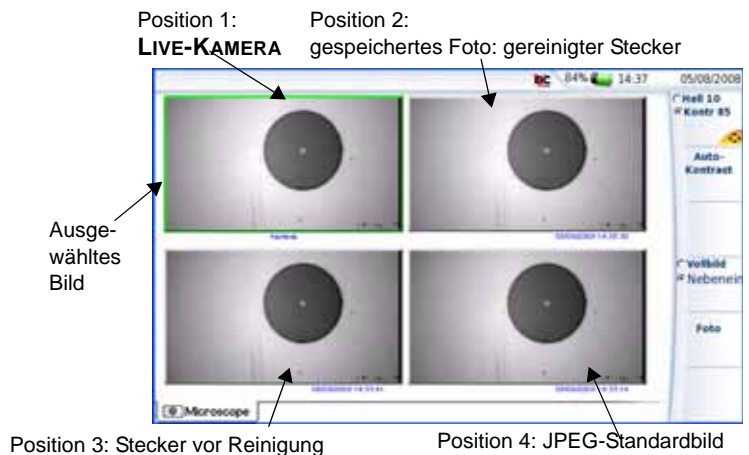 Position 1:
LIVE-KAMERA
Position 2:
gespeichertes Foto: gereinigter Stecker
84%
14:37
05/08/2008
Hell 10
Kontr 85
Auto-
Kontrast
Ausge-
wähltes
Bild
Kamera
Vollbild
Nebenein
Foto
Microscope
Position 3: Stecker vor Reinigung
Position 4: JPEG-Standardbild